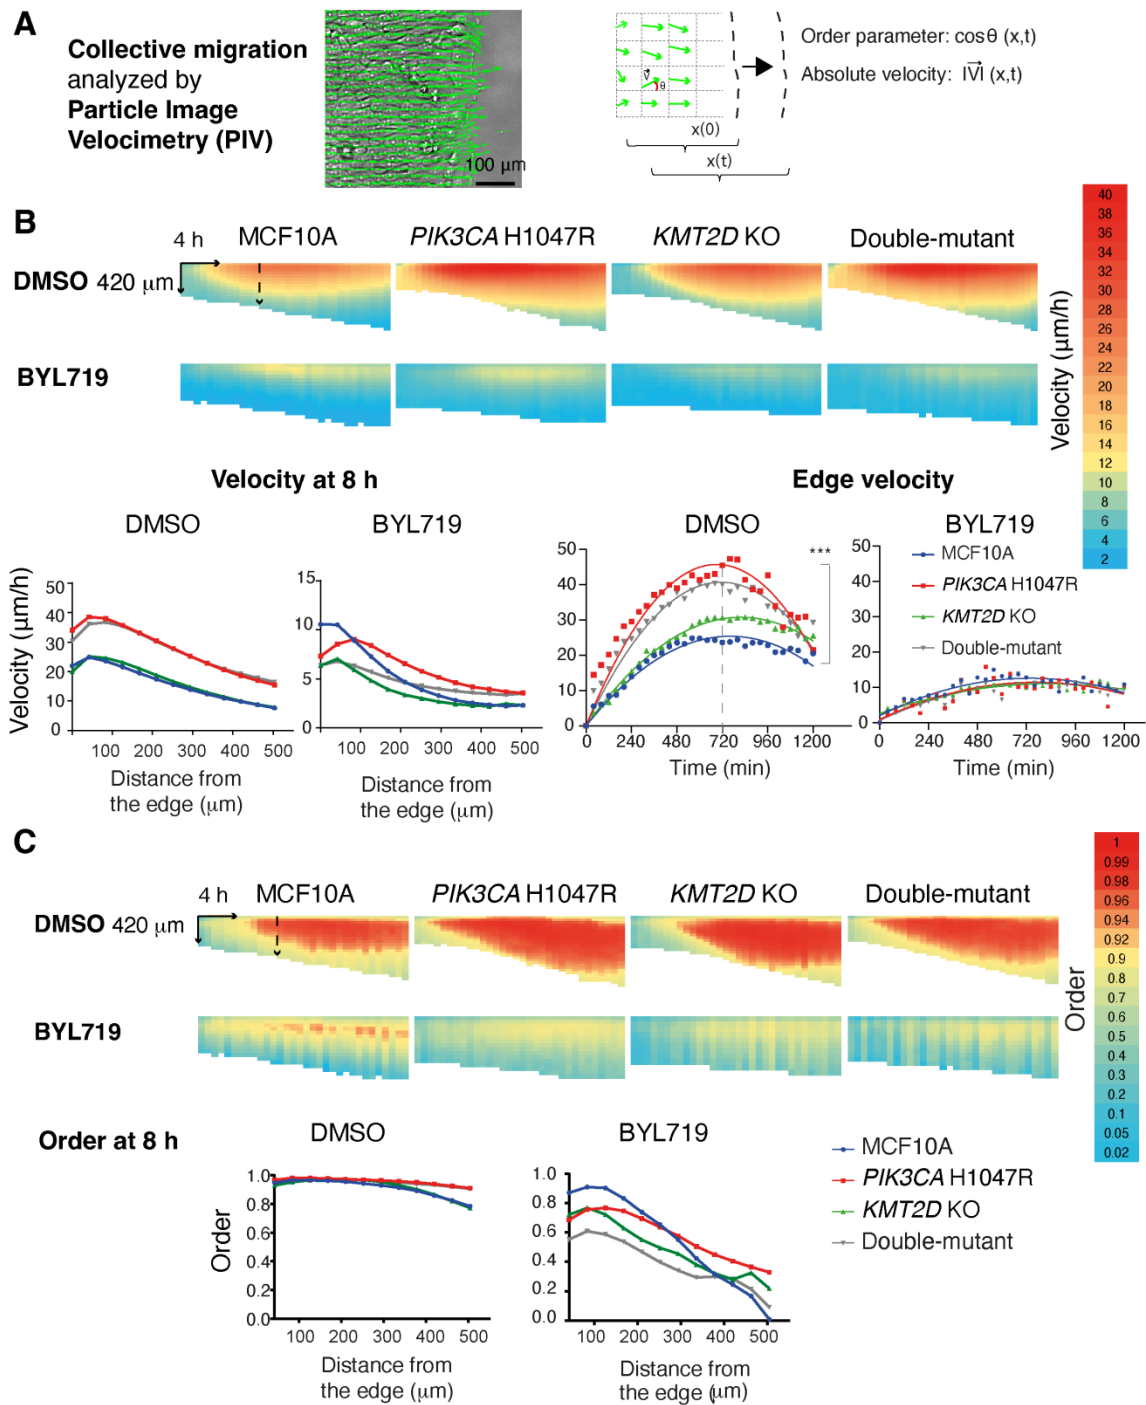 A
Collective migration
analyzed by
Particle Image
Velocimetry (PIV)
100 μm
V
θ
x(0)
x(t)
Order parameter: cosθ (x,t)
Absolute velocity: |V| (x,t)
B
4 h
MCF10A
PIK3CA H1047R
KMT2D KO
Double-mutant
DMSO 420 μm
BYL719
Velocity (μm/h)
40
38
36
34
32
30
28
26
24
22
20
18
16
14
12
10
8
6
4
2
Velocity at 8 h
DMSO
BYL719
Velocity (μm/h)
50
40
30
20
10
0
0 100 200 300 400 500
Distance from
the edge (μm)
15
10
5
0
0 100 200 300 400 500
Distance from
the edge (μm)
Edge velocity
DMSO
BYL719
50
40
30
20
10
0
0 240 480 720 960 1200
Time (min)
***
50
40
30
20
10
0
0 240 480 720 960 1200
Time (min)
MCF10A
PIK3CA H1047R
KMT2D KO
Double-mutant
C
4 h
MCF10A
PIK3CA H1047R
KMT2D KO
Double-mutant
DMSO 420 μm
BYL719
Order
1
0.99
0.98
0.96
0.94
0.92
0.9
0.8
0.7
0.6
0.5
0.4
0.3
0.2
0.1
0.05
0.02
Order at 8 h
DMSO
BYL719
Order
1.0
0.8
0.6
0.4
0.2
0.0
100 200 300 400 500
Distance from
the edge (μm)
1.0
0.8
0.6
0.4
0.2
0.0
100 200 300 400 500
Distance from
the edge (μm)
MCF10A
PIK3CA H1047R
KMT2D KO
Double-mutant